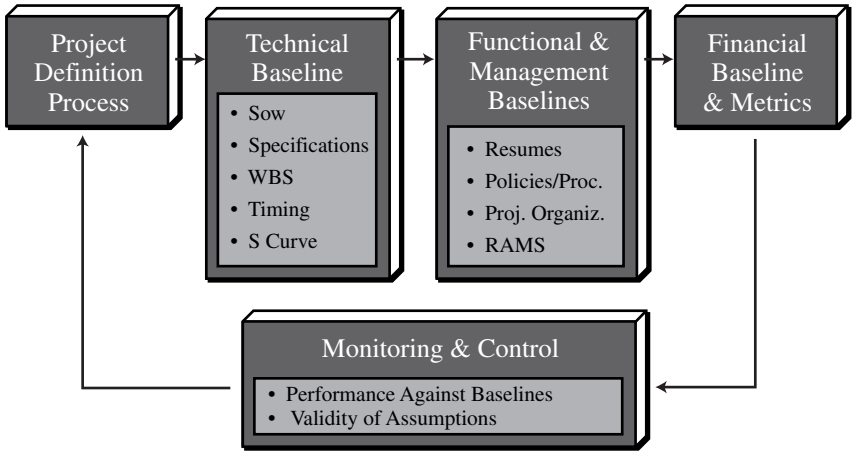 Project
Definition
Process
Technical
Baseline
• Sow
• Specifications
• WBS
• Timing
• S Curve
Functional &
Management
Baselines
• Resumes
• Policies/Proc.
• Proj. Organiz.
• RAMS
Financial
Baseline
& Metrics
Monitoring & Control
• Performance Against Baselines
• Validity of Assumptions